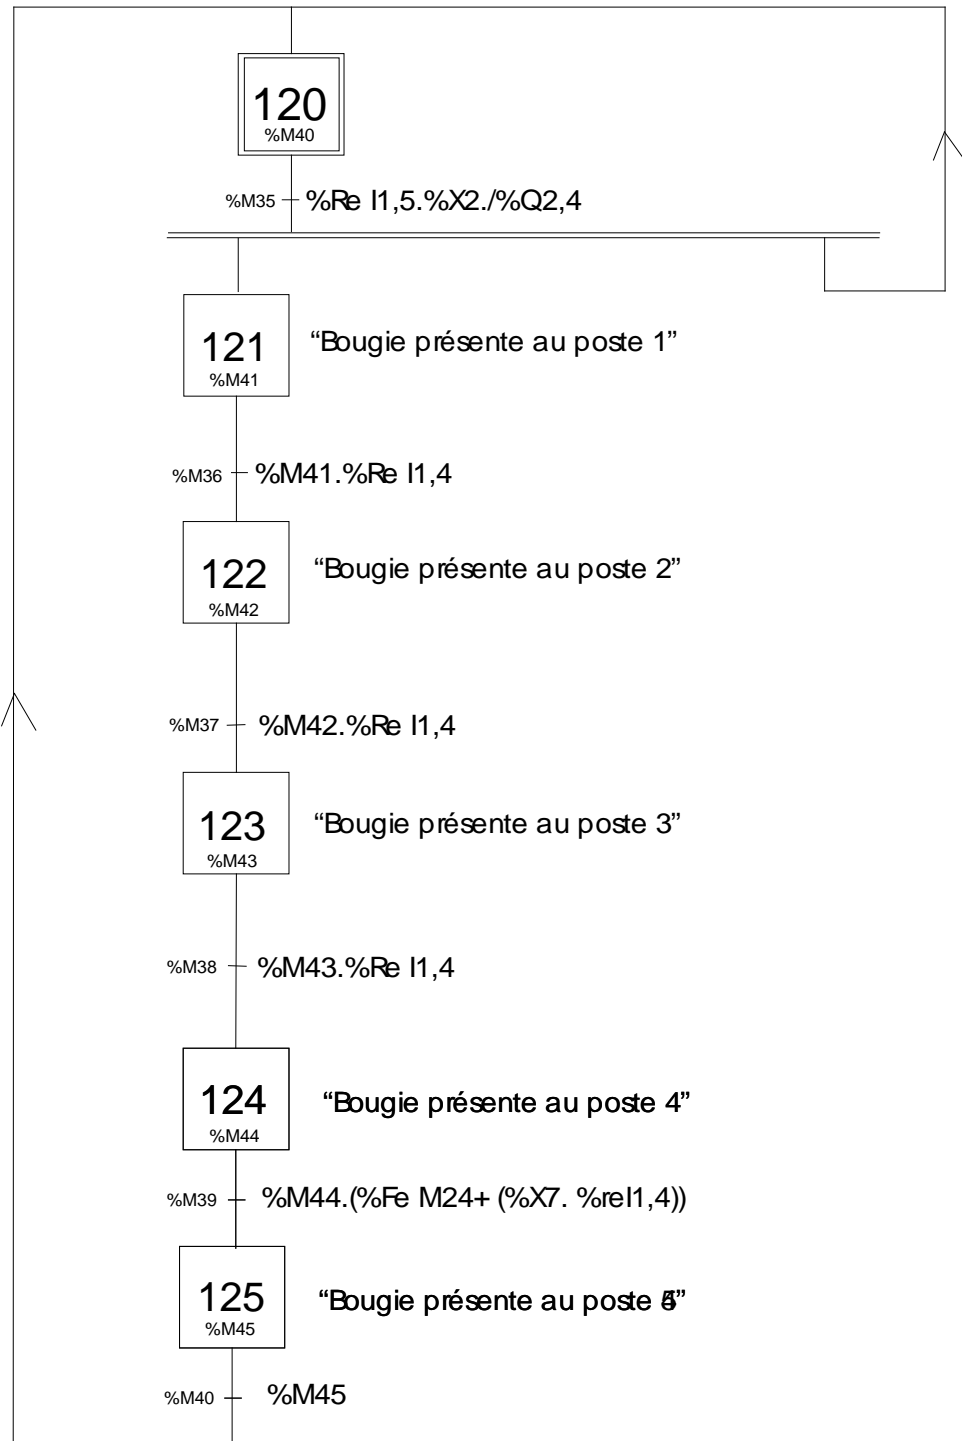 120
%M40
%M35 %Re I1,5.%X2./%Q2,4
121 “Bougie présente au poste 1”
%M41
%M36 %M41.%Re I1,4
122 “Bougie présente au poste 2”
%M42
%M37 %M42.%Re I1,4
123 “Bougie présente au poste 3”
%M43
%M38 %M43.%Re I1,4
124 “Bougie présente au poste 4”
%M44
%M39 %M44.(%Fe M24+ (%X7. %reI1,4))
125 “Bougie présente au poste
%M45
%M40 %M45